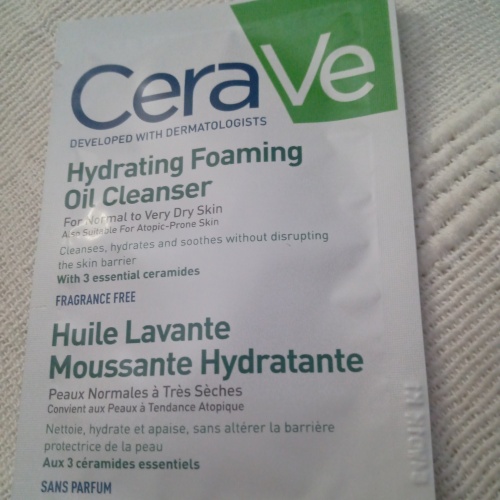 CeraVe
DEVELOPED WITH DERMATOLOGISTS
Hydrating Foaming
Oil Cleanser
For Normal to Very Dry Skin
Also Suitable For Atopic-Prone Skin
Cleanses, hydrates and soothes without disrupting
the skin barrier
With 3 essential ceramides
FRAGRANCE FREE
Huile Lavante
Moussante Hydratante
Peaux Normales à Très Sèches
Convient aux Peaux à Tendance Atopique
Nettoie, hydrate et apaise, sans altérer la barrière
protectrice de la peau
Aux 3 céramides essentiels
SANS PARFUM